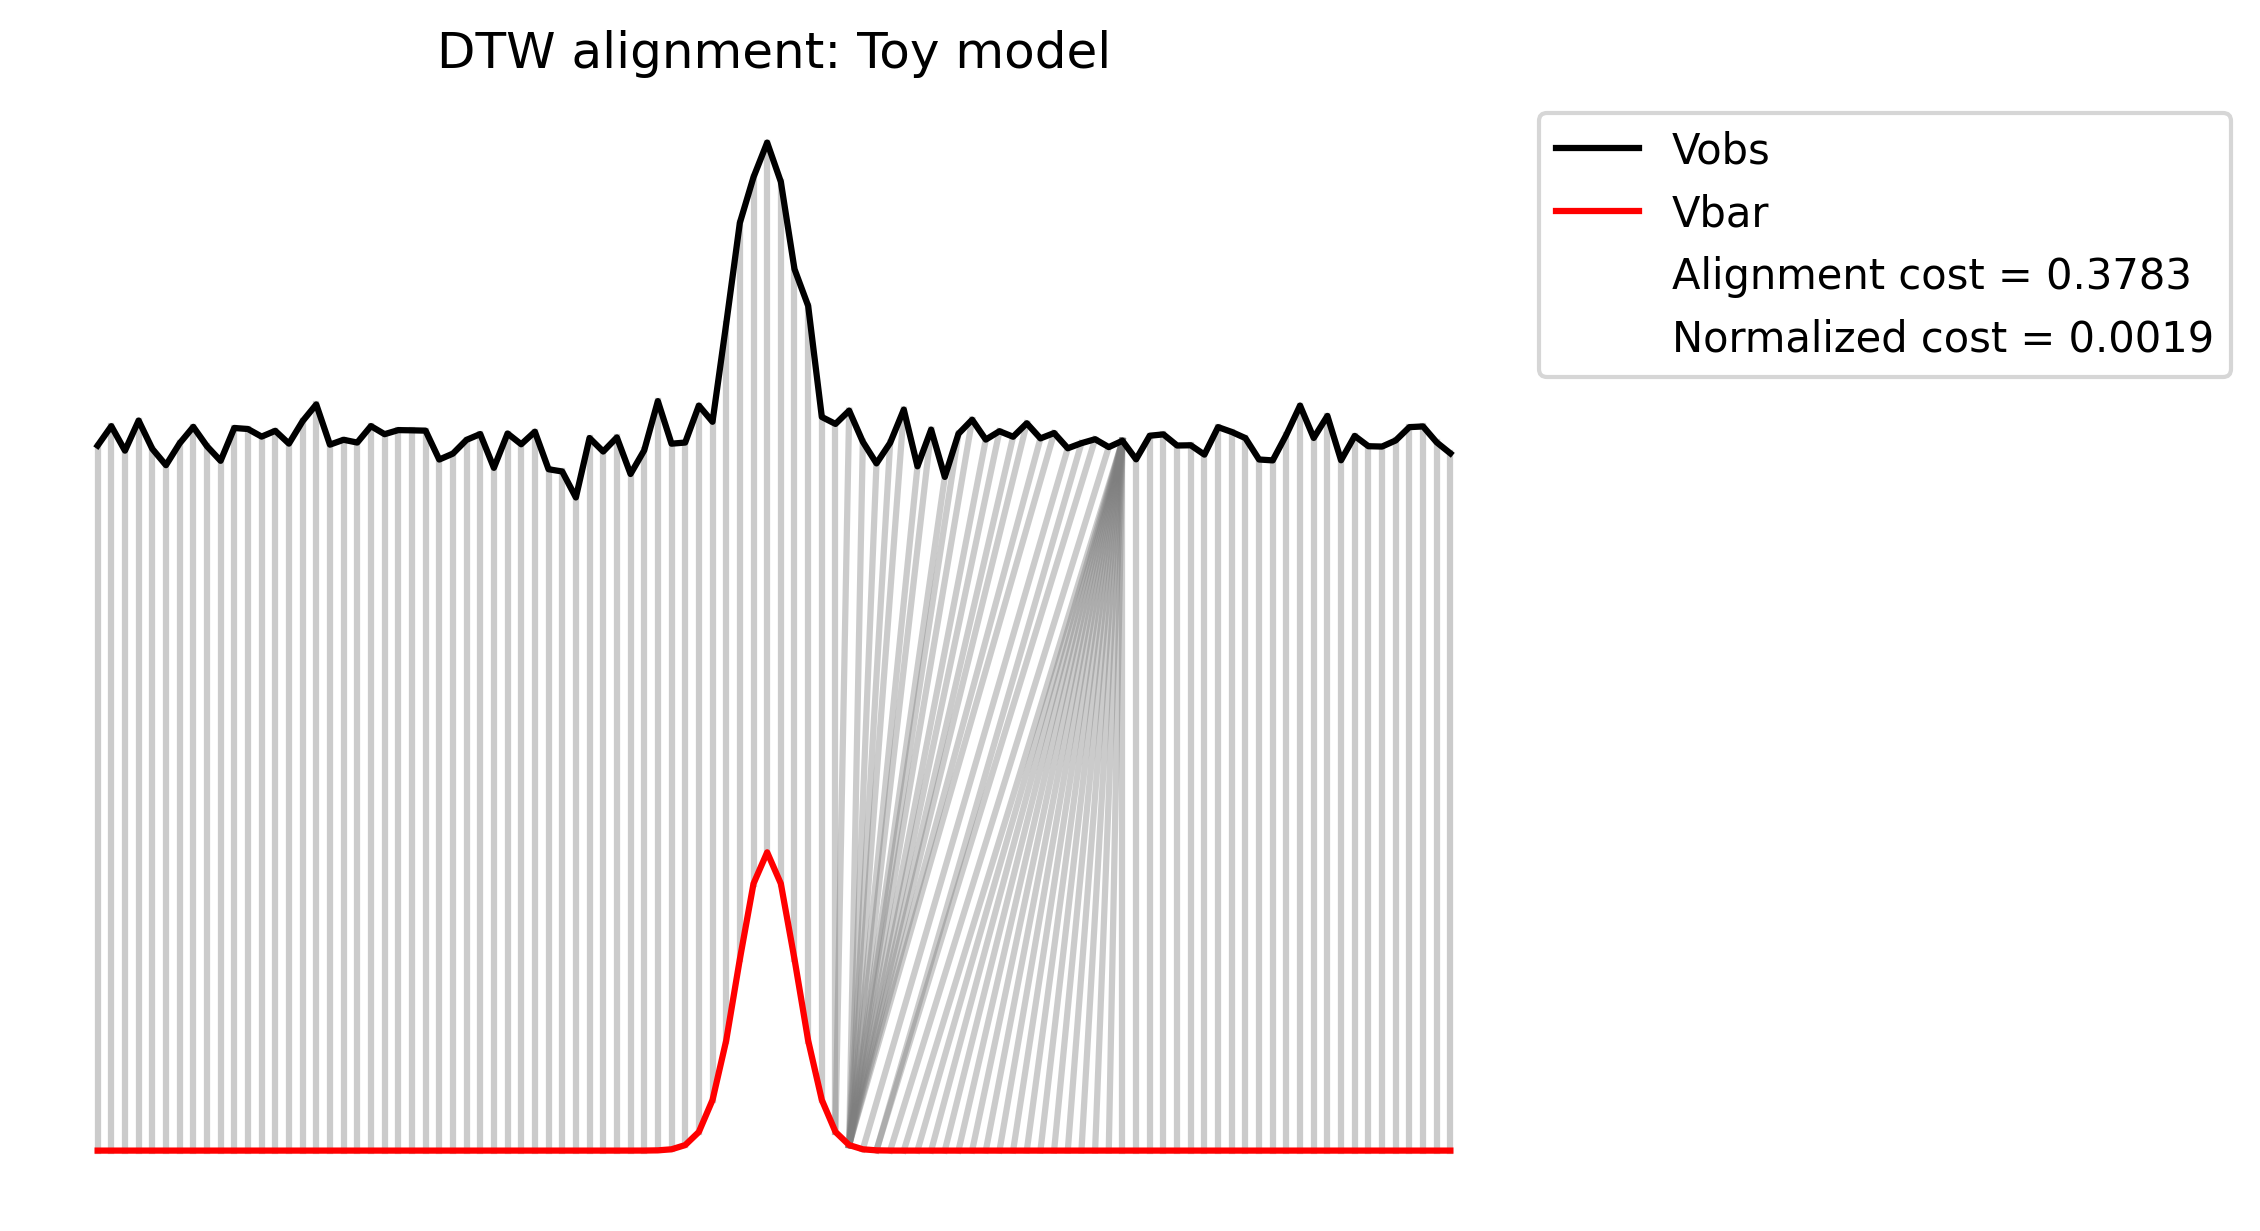 DTW alignment: Toy model
Vobs
Vbar
Alignment cost = 0.3783
Normalized cost = 0.0019